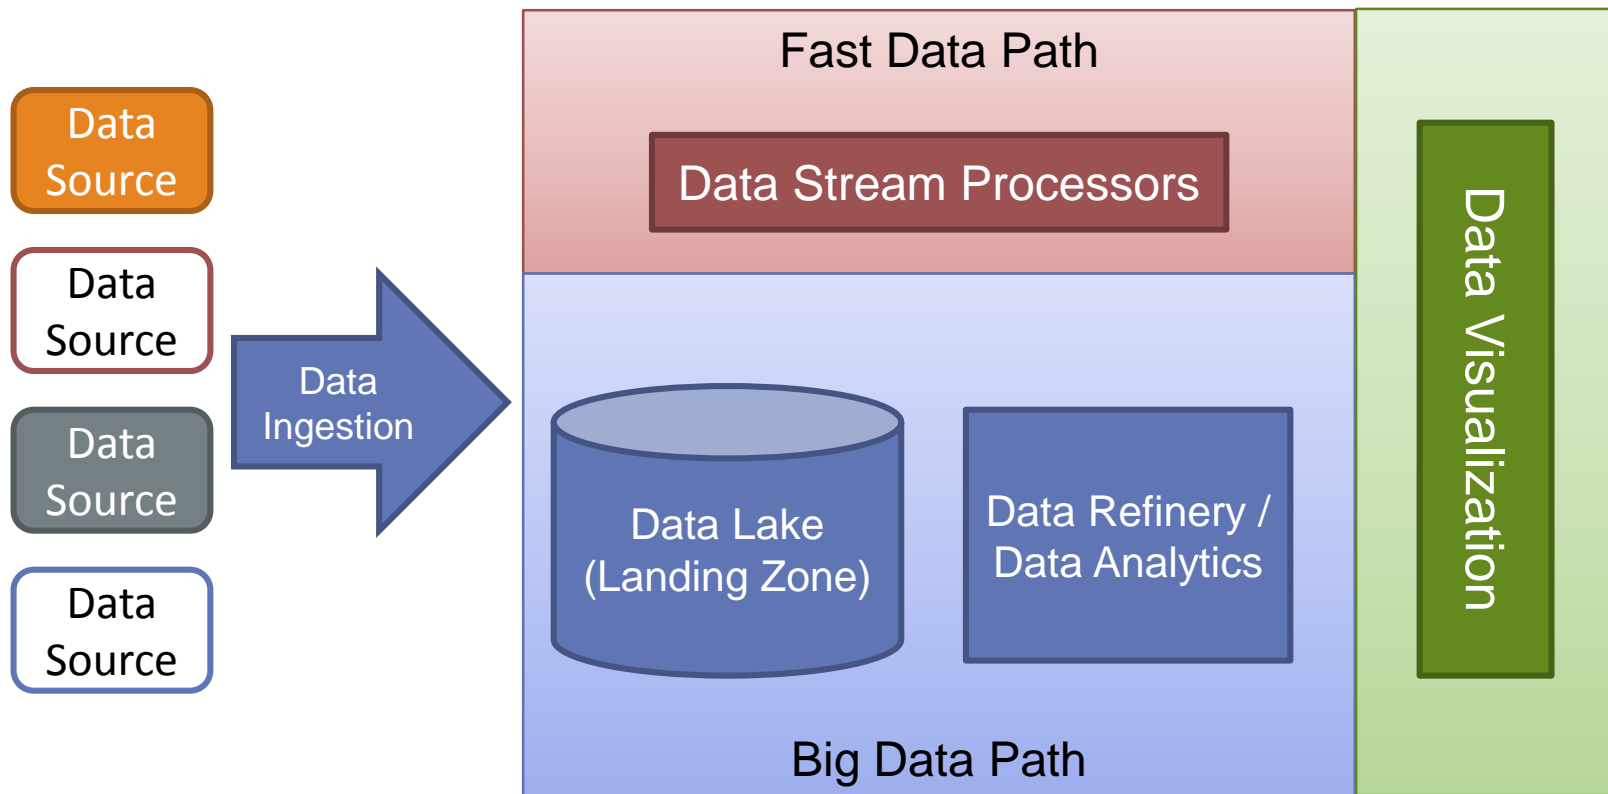 Data
Source
Data
Source
Data
Source
Data
Source
Data
Ingestion
Fast Data Path
Data Stream Processors
Data Lake
(Landing Zone)
Data Refinery /
Data Analytics
Big Data Path
Data Visualization